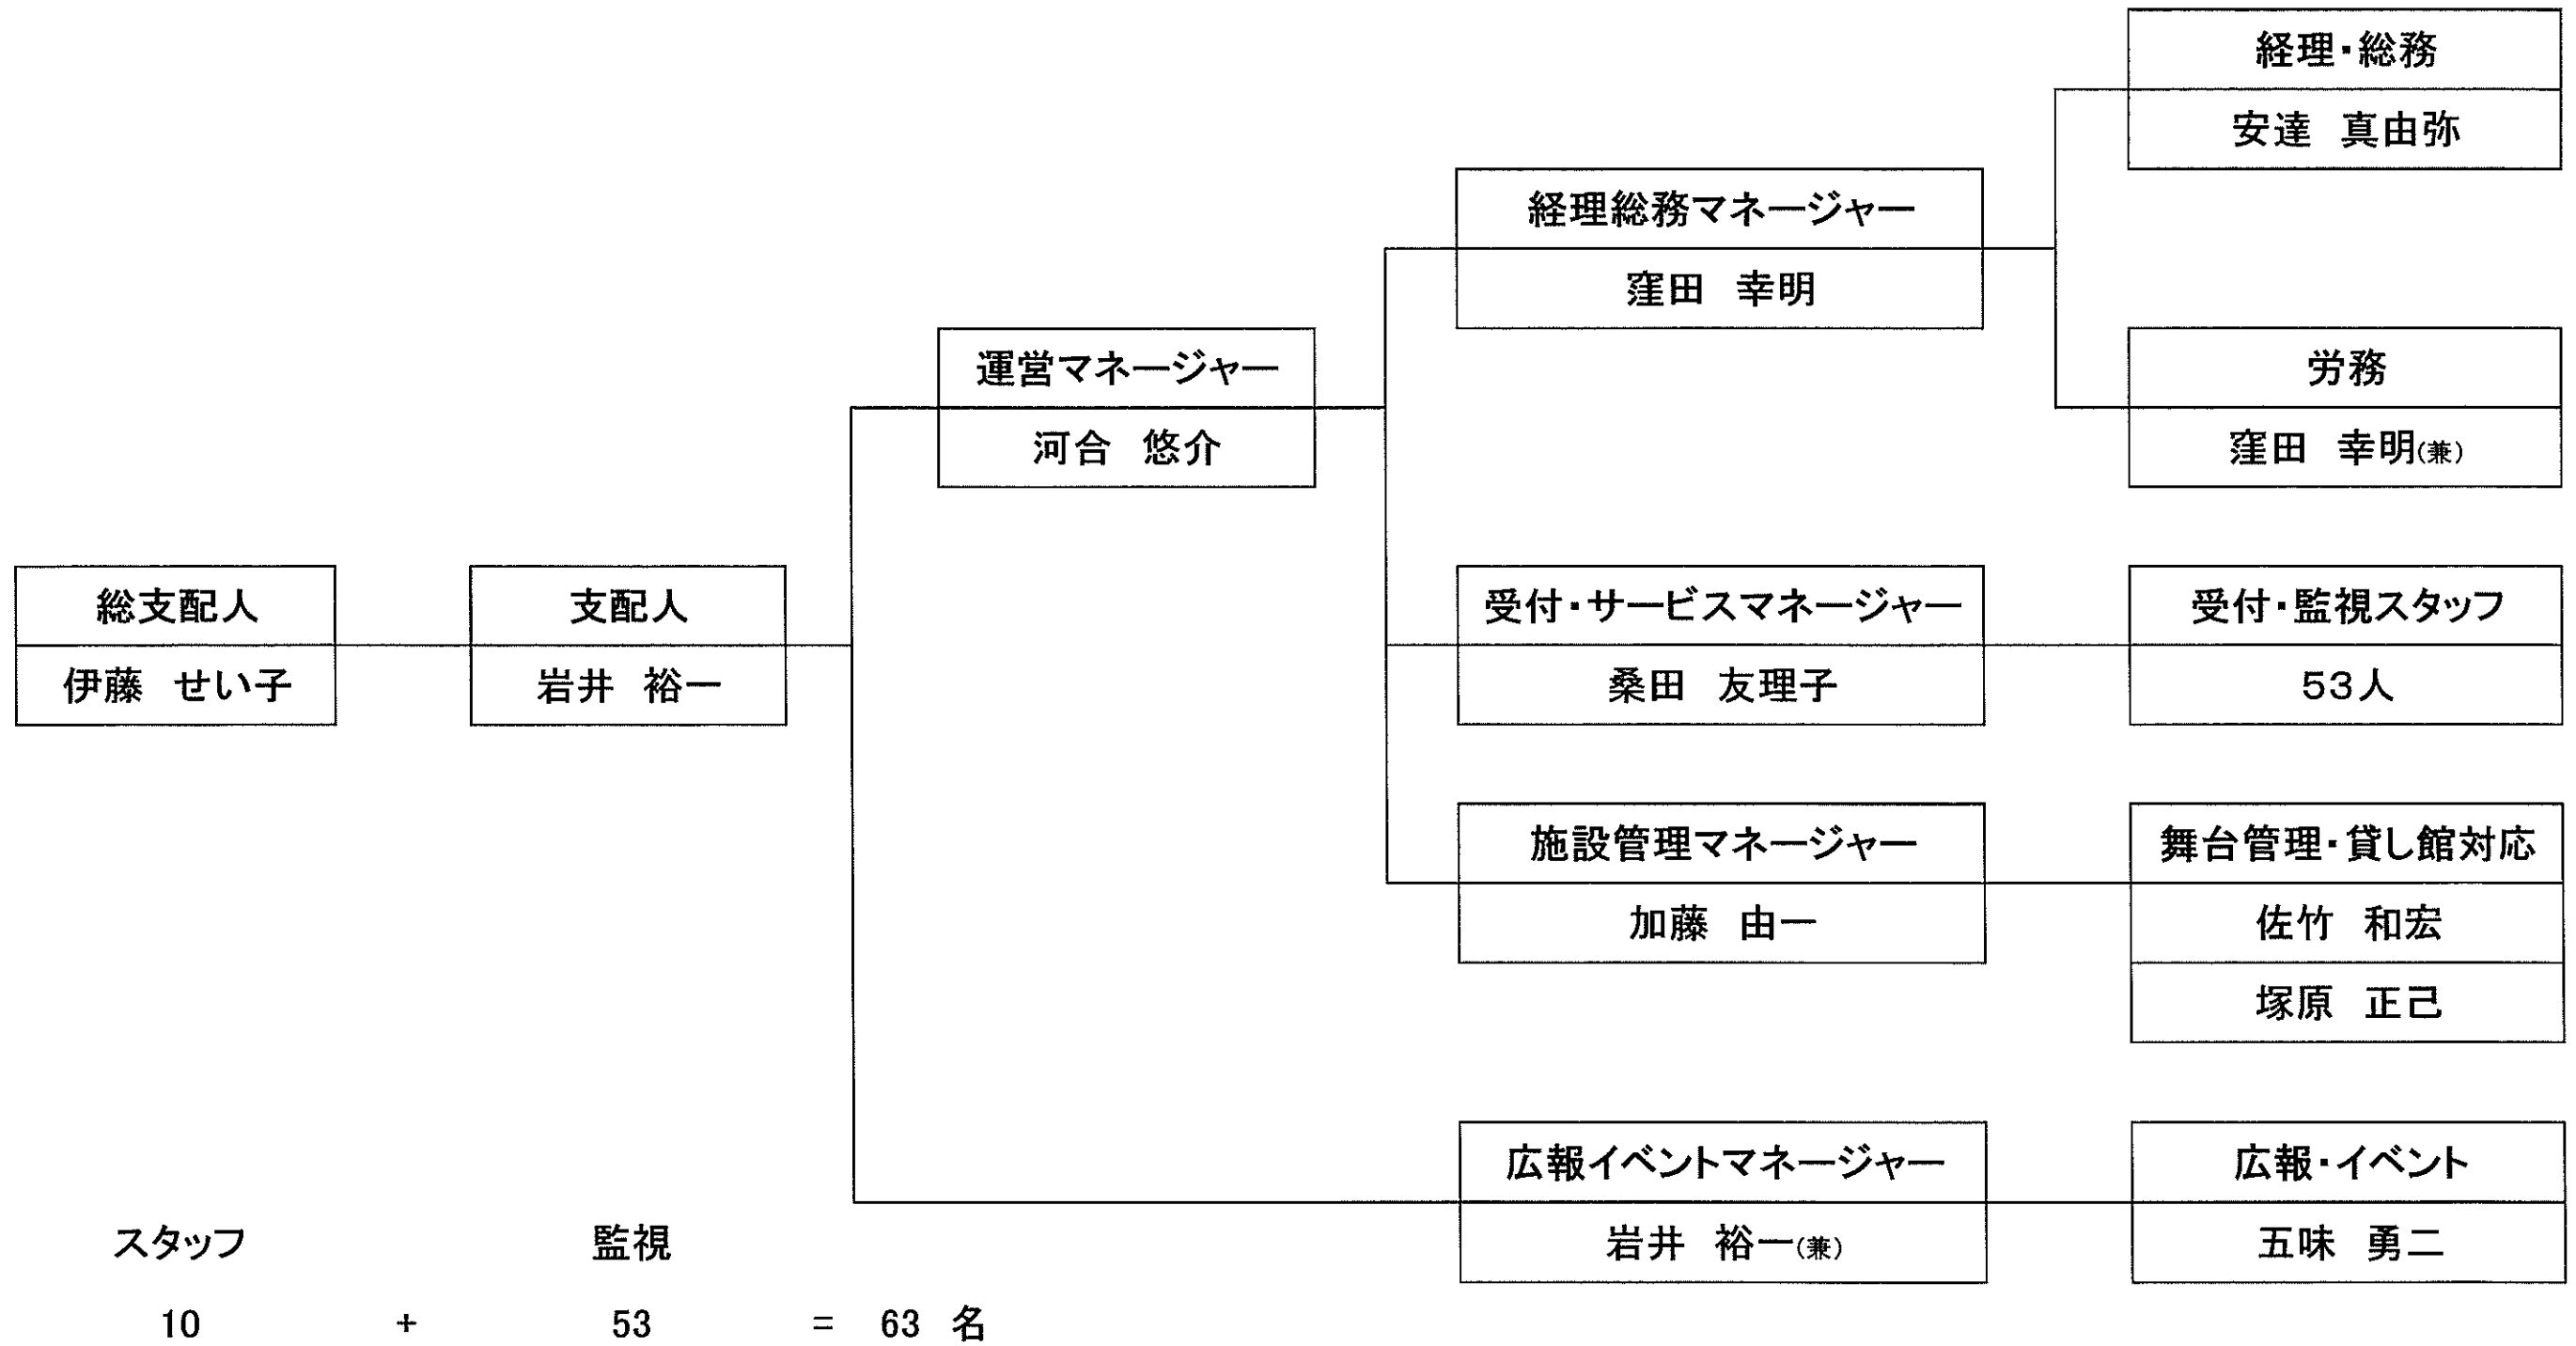 経理・総務
安達　真由弥
経理総務マネージャー
窪田　幸明
運営マネージャー
河合　悠介
労務
窪田　幸明(兼)
総支配人
伊藤　せい子
支配人
岩井　裕一
受付・サービスマネージャー
桑田　友理子
受付・監視スタッフ
53人
施設管理マネージャー
加藤　由一
舞台管理・貸し館対応
佐竹　和宏
塚原　正己
広報イベントマネージャー
岩井　裕一(兼)
広報・イベント
五味　勇二
スタッフ　監視
10 + 53 = 63 名